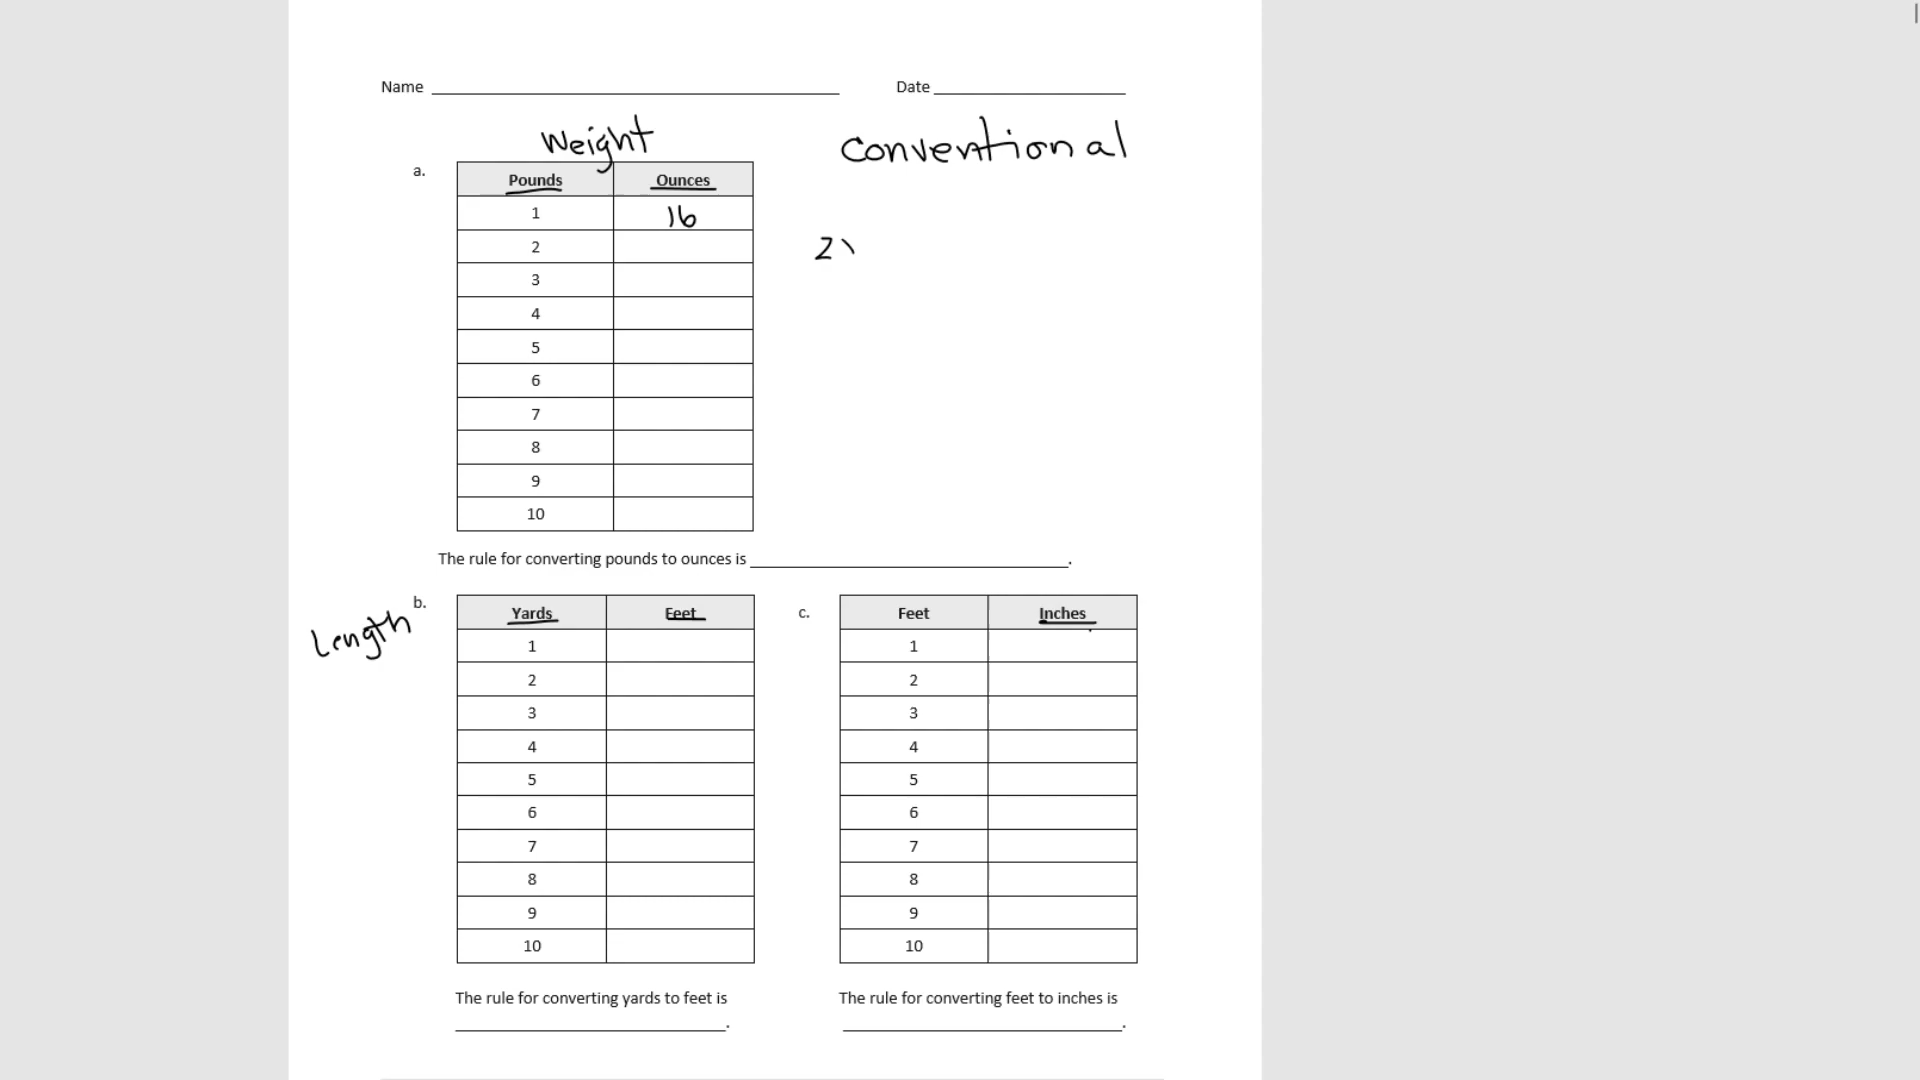 Name Date
Weight Conventional
a.
Pounds Ounces
1 16
2 2×
3
4
5
6
7
8
9
10
The rule for converting pounds to ounces is .
Length b.
Yards Feet
1
2
3
4
5
6
7
8
9
10
The rule for converting yards to feet is
.
c.
Feet Inches
1
2
3
4
5
6
7
8
9
10
The rule for converting feet to inches is
.